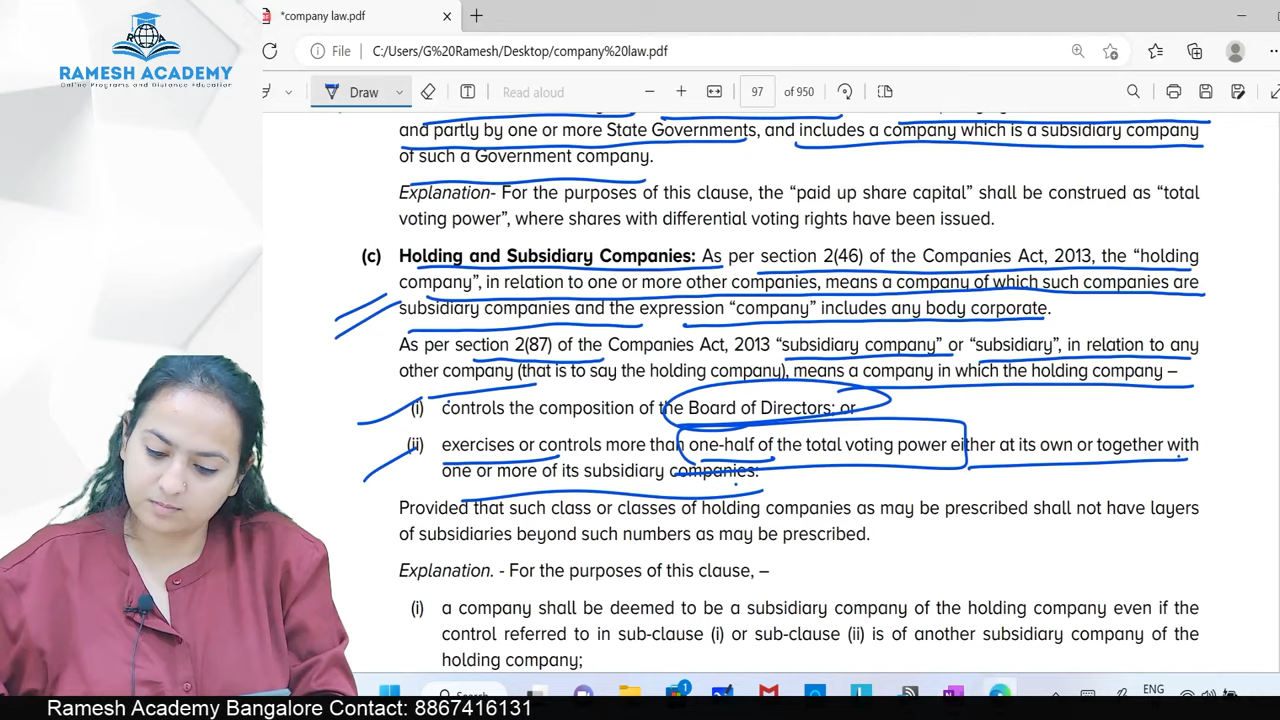 *company law.pdf
RAMESH ACADEMY
Online Programs and Distance Education
File C:/Users/G%20Ramesh/Desktop/company%20law.pdf
Draw Read aloud 97 of 950
and partly by one or more State Governments, and includes a company which is a subsidiary company
of such a Government company.
Explanation- For the purposes of this clause, the “paid up share capital” shall be construed as “total
voting power”, where shares with differential voting rights have been issued.
(c) Holding and Subsidiary Companies: As per section 2(46) of the Companies Act, 2013, the “holding
company”, in relation to one or more other companies, means a company of which such companies are
subsidiary companies and the expression “company” includes any body corporate.
As per section 2(87) of the Companies Act, 2013 “subsidiary company” or “subsidiary”, in relation to any
other company (that is to say the holding company), means a company in which the holding company –
(i) controls the composition of the Board of Directors; or
(ii) exercises or controls more than one-half of the total voting power either at its own or together with
one or more of its subsidiary companies:
Provided that such class or classes of holding companies as may be prescribed shall not have layers
of subsidiaries beyond such numbers as may be prescribed.
Explanation. - For the purposes of this clause, –
(i) a company shall be deemed to be a subsidiary company of the holding company even if the
control referred to in sub-clause (i) or sub-clause (ii) is of another subsidiary company of the
holding company;
ENG
Ramesh Academy Bangalore Contact: 8867416131